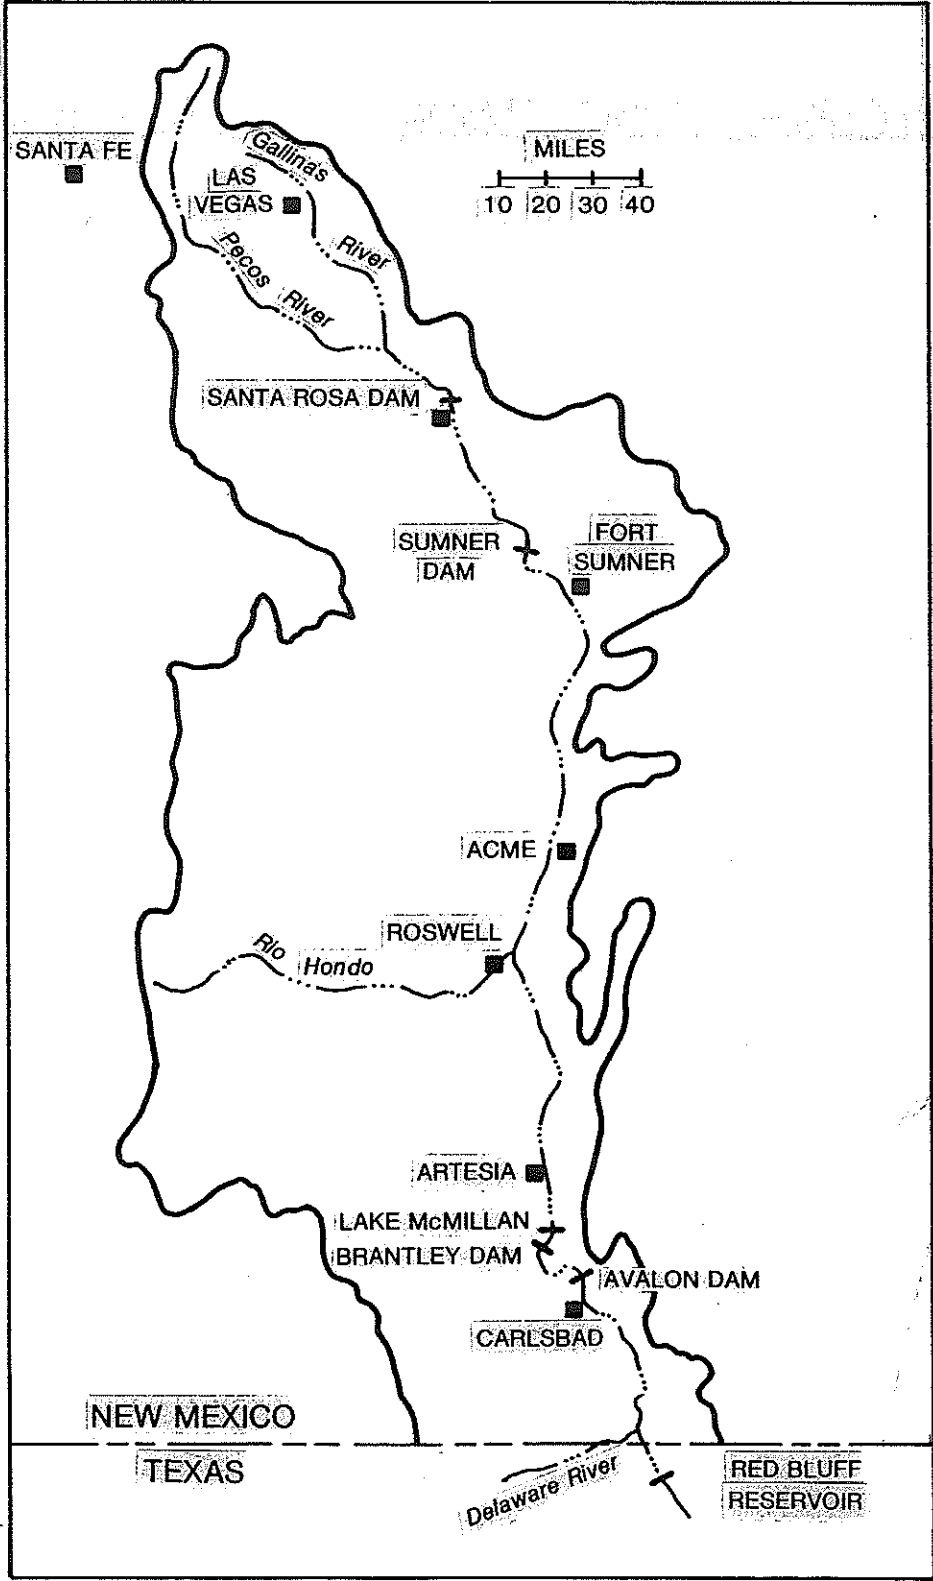 SANTA FE
Gallinas
MILES
LAS
VEGAS
10 20 30 40
Pecos
River
River
SANTA ROSA DAM
SUMNER
DAM
FORT
SUMNER
ACME
ROSWELL
Rio
Hondo
ARTESIA
LAKE McMILLAN
BRANTLEY DAM
AVALON DAM
CARLSBAD
NEW MEXICO
TEXAS
Delaware River
RED BLUFF
RESERVOIR